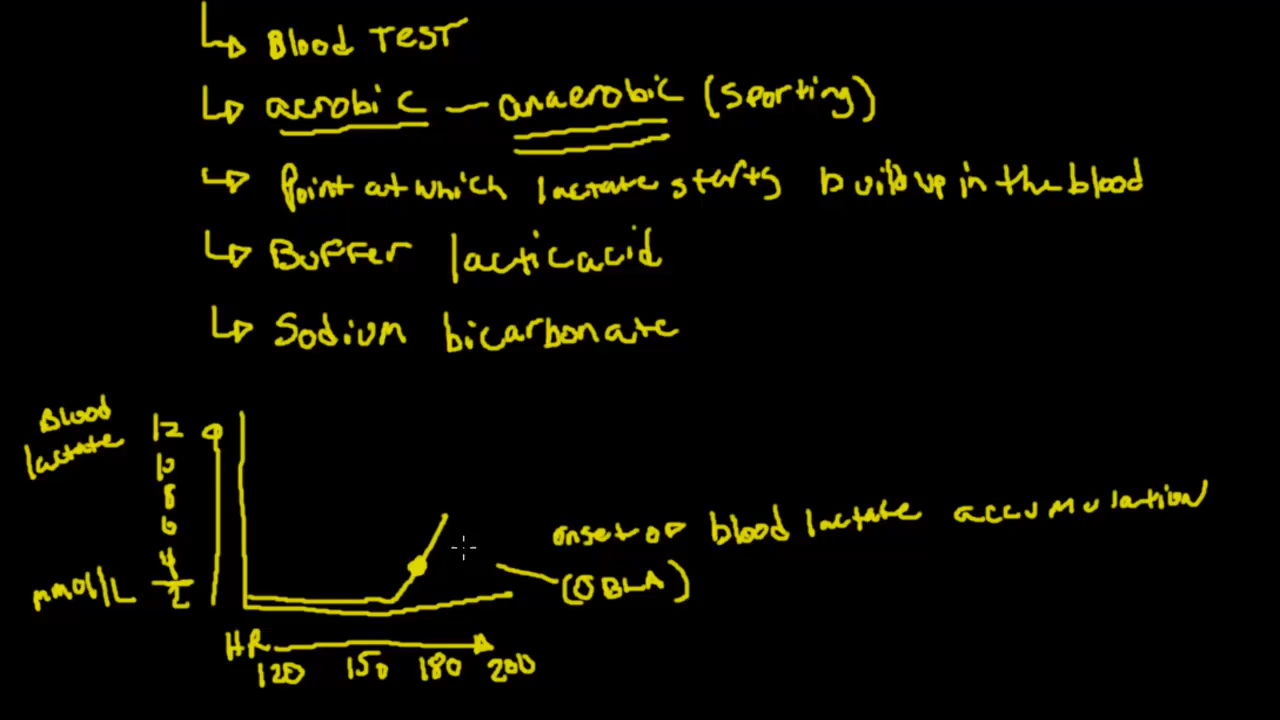 Blood TEST
aerobic — anaerobic (Sporting)
Point at which lactate starts build up in the blood
Buffer lactic acid
Sodium bicarbonate
Blood
lactate
12
10
8
6
4
2
mmol/L
onset of blood lactate accumulation
(OBLA)
HR
120 150 180 200